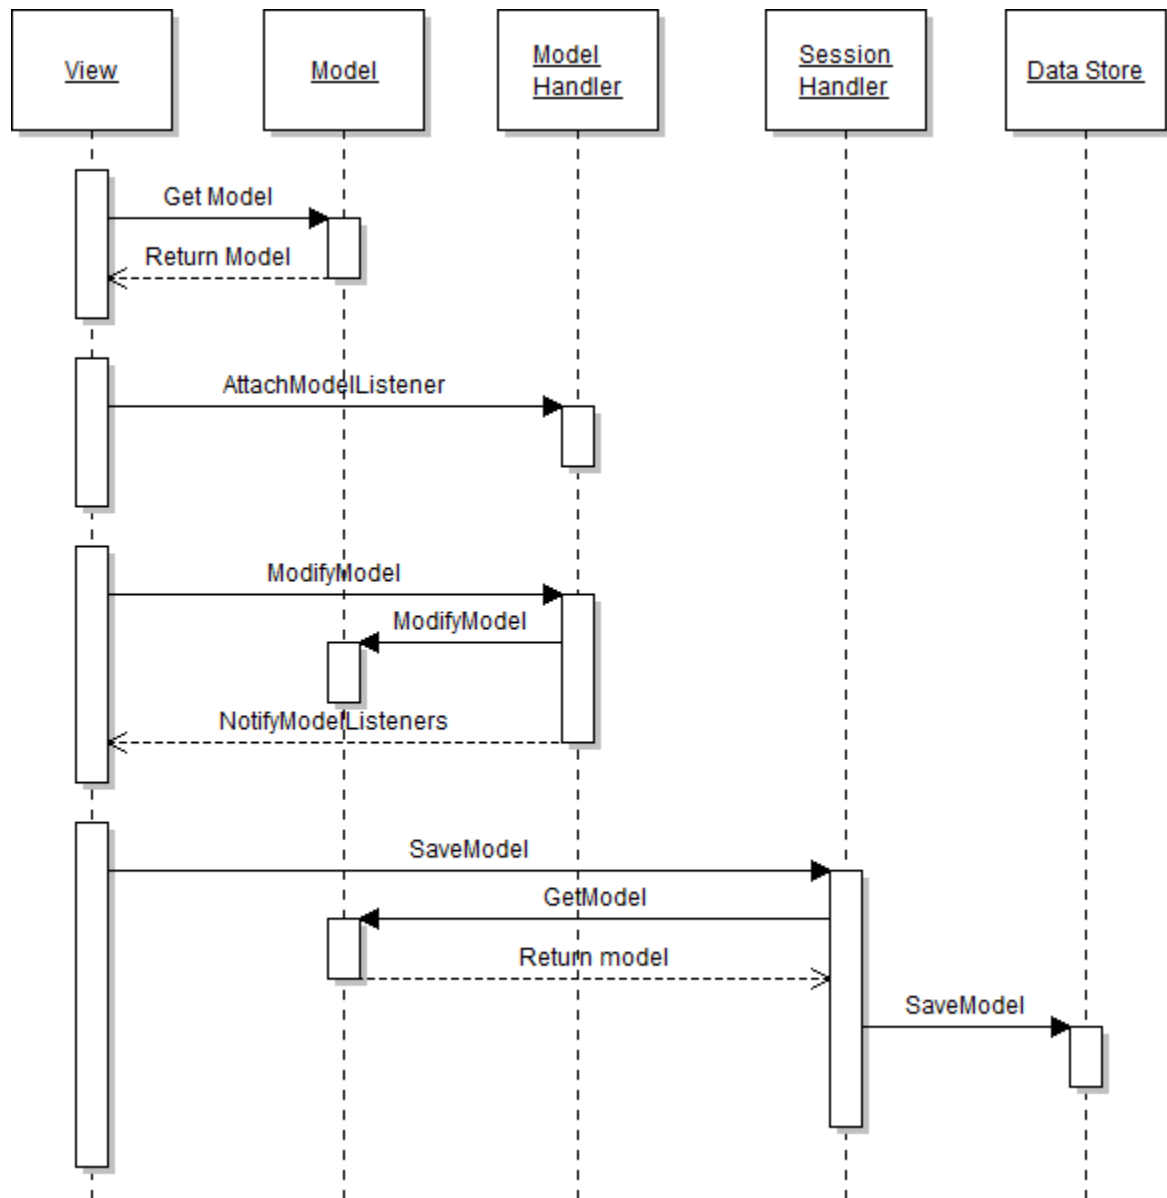 View
Model
Model
Handler
Session
Handler
Data Store
Get Model
Return Model
AttachModelListener
ModifyModel
ModifyModel
NotifyModelListeners
SaveModel
GetModel
Return model
SaveModel